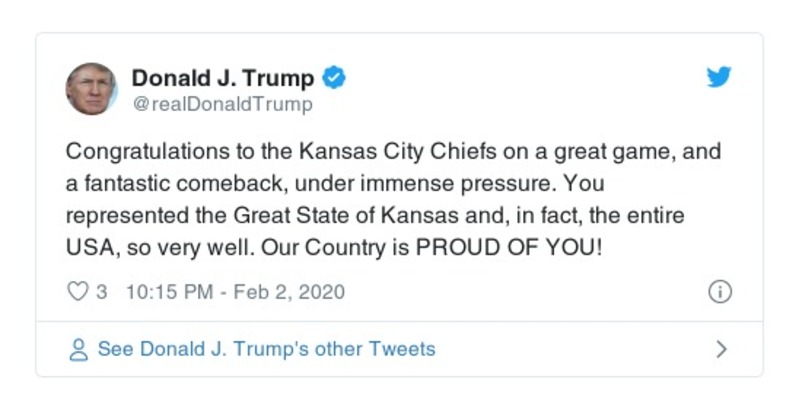 Donald J. Trump
@realDonaldTrump
Congratulations to the Kansas City Chiefs on a great game, and
a fantastic comeback, under immense pressure. You
represented the Great State of Kansas and, in fact, the entire
USA, so very well. Our Country is PROUD OF YOU!
3 10:15 PM - Feb 2, 2020
See Donald J. Trump's other Tweets